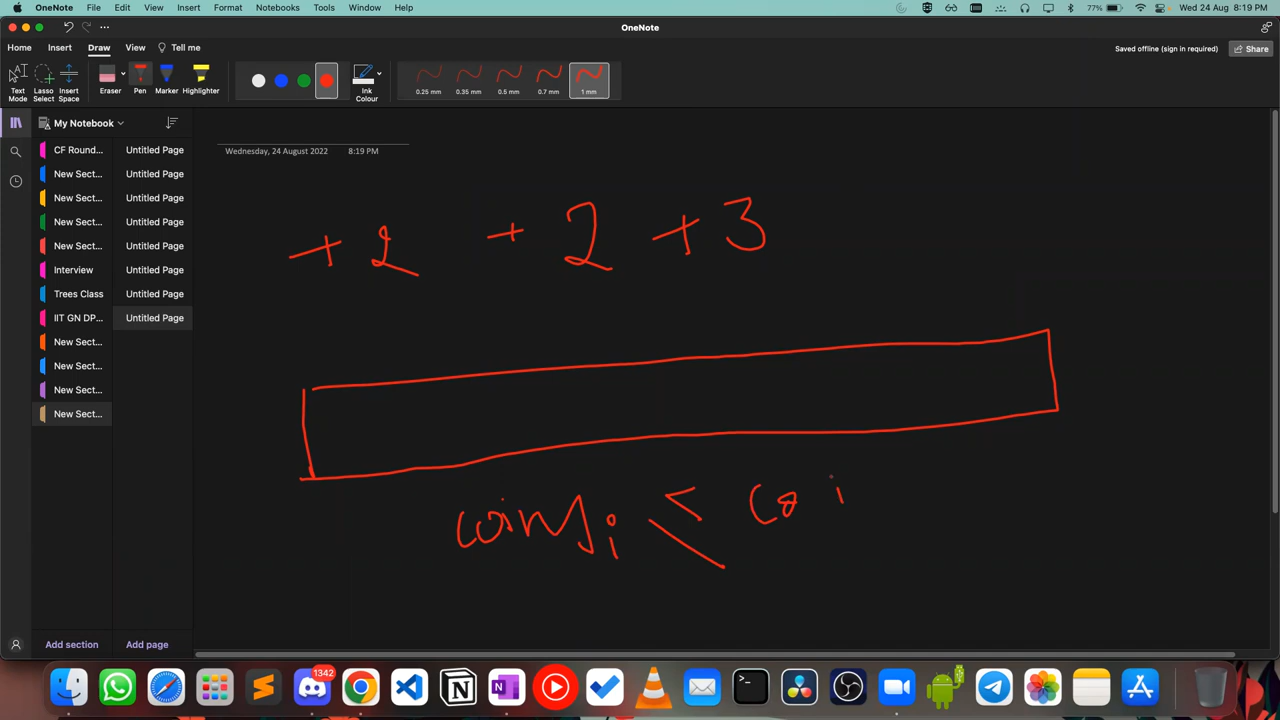 OneNote File Edit View Insert Format Notebooks Tools Window Help 77% Wed 24 Aug 8:19 PM
OneNote
Home Insert Draw View Tell me Saved offline (sign in required) Share
Text Mode Lasso Select Insert Space Eraser Pen Marker Highlighter Ink Colour 0.25 mm 0.35 mm 0.5 mm 0.7 mm 1 mm
My Notebook
CF Round... Untitled Page
New Sect... Untitled Page
New Sect... Untitled Page
New Sect... Untitled Page
New Sect... Untitled Page
Interview Untitled Page
Trees Class Untitled Page
IIT GN DP... Untitled Page
New Sect...
New Sect...
New Sect...
New Sect...
Wednesday, 24 August 2022 8:19 PM
+2 +2 +3
coins i ≤ coi
Add section Add page
1342